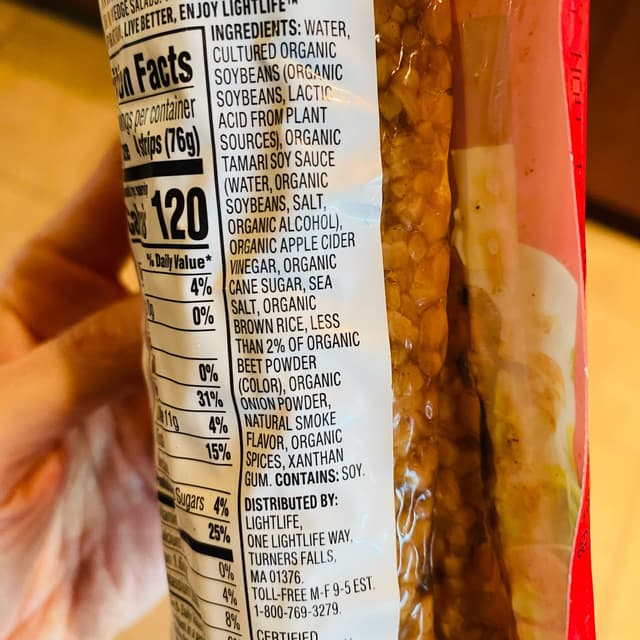 EDGE SALADS.
LIVE BETTER, ENJOY LIGHTLIFE™
Facts
per container
strips (76g)
120
% Daily Value*
4%
0%
0%
31%
11g 4%
15%
Sugars 4%
25%
0%
4%
8%
INGREDIENTS: WATER,
CULTURED ORGANIC
SOYBEANS (ORGANIC
SOYBEANS, LACTIC
ACID FROM PLANT
SOURCES), ORGANIC
TAMARI SOY SAUCE
(WATER, ORGANIC
SOYBEANS, SALT,
ORGANIC ALCOHOL),
ORGANIC APPLE CIDER
VINEGAR, ORGANIC
CANE SUGAR, SEA
SALT, ORGANIC
BROWN RICE, LESS
THAN 2% OF ORGANIC
BEET POWDER
(COLOR), ORGANIC
ONION POWDER,
NATURAL SMOKE
FLAVOR, ORGANIC
SPICES, XANTHAN
GUM. CONTAINS: SOY.
DISTRIBUTED BY:
LIGHTLIFE,
ONE LIGHTLIFE WAY,
TURNERS FALLS,
MA 01376.
TOLL-FREE M-F 9-5 EST.
1-800-769-3279.
CERTIFIED